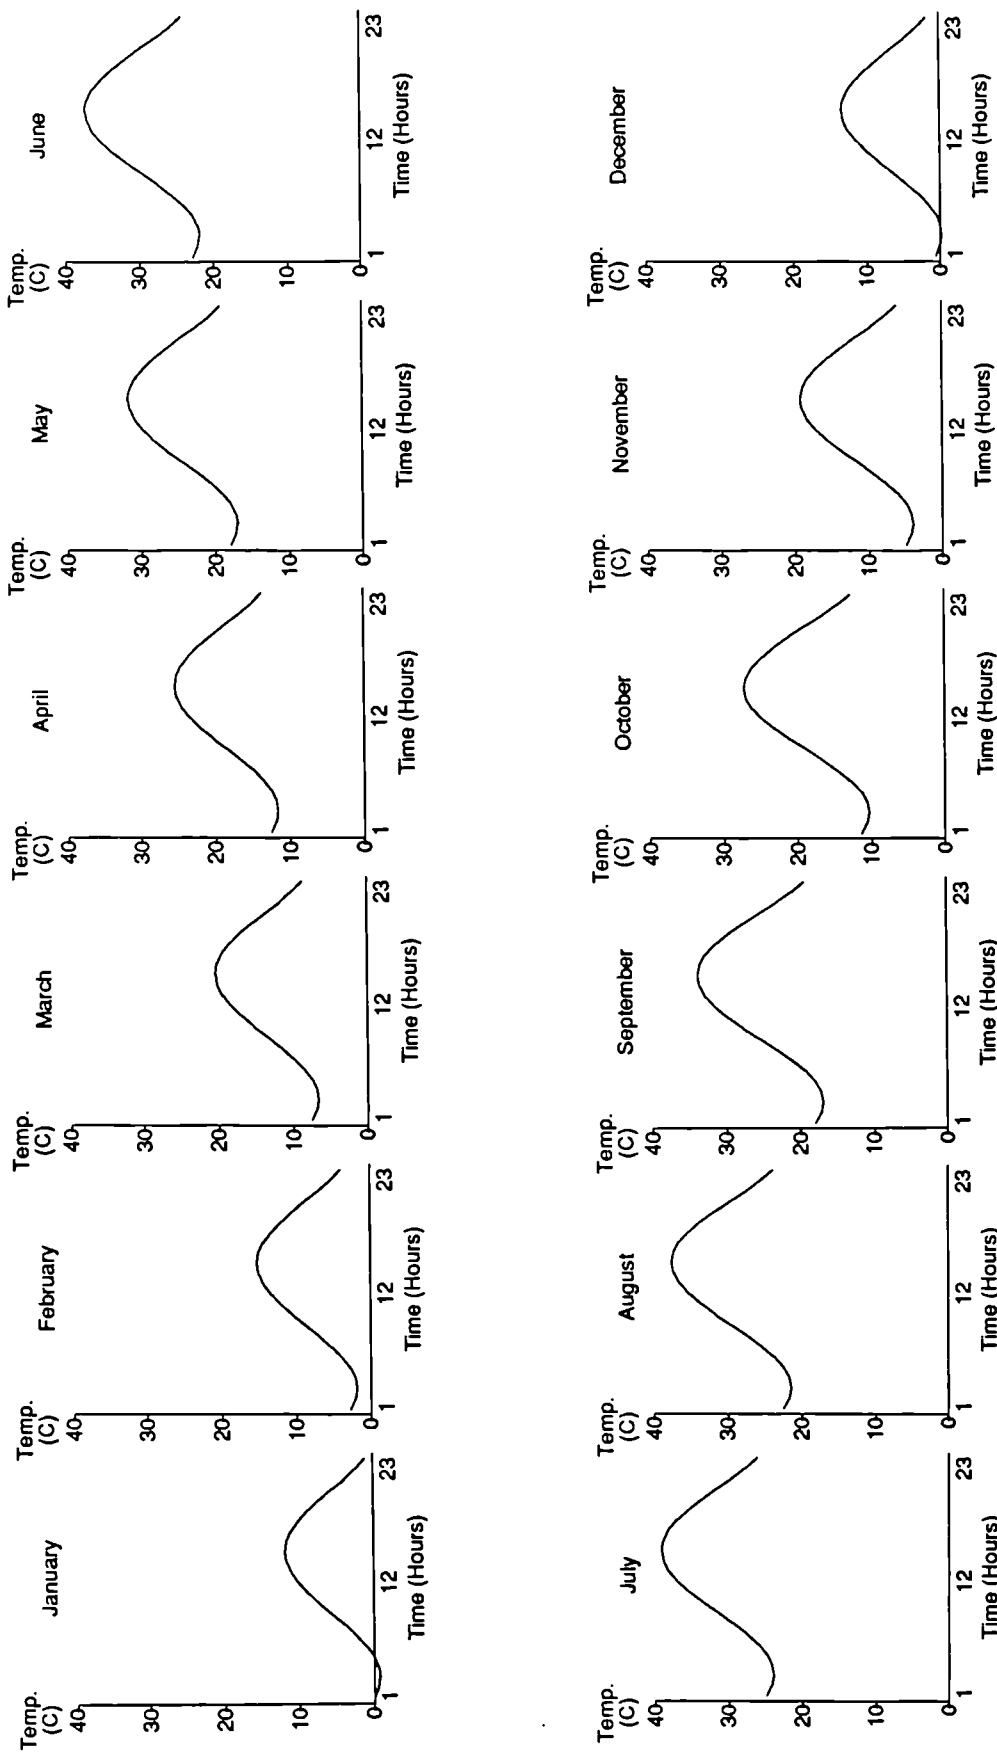 January
Temp.
(C)
40
30
20
10
0
1
12
23
Time (Hours)
February
Temp.
(C)
40
30
20
10
0
1
12
23
Time (Hours)
March
Temp.
(C)
40
30
20
10
0
1
12
23
Time (Hours)
April
Temp.
(C)
40
30
20
10
0
1
12
23
Time (Hours)
May
Temp.
(C)
40
30
20
10
0
1
12
23
Time (Hours)
June
Temp.
(C)
40
30
20
10
0
1
12
23
Time (Hours)
July
Temp.
(C)
40
30
20
10
0
1
12
23
Time (Hours)
August
Temp.
(C)
40
30
20
10
0
1
12
23
Time (Hours)
September
Temp.
(C)
40
30
20
10
0
1
12
23
Time (Hours)
October
Temp.
(C)
40
30
20
10
0
1
12
23
Time (Hours)
November
Temp.
(C)
40
30
20
10
0
1
12
23
Time (Hours)
December
Temp.
(C)
40
30
20
10
0
1
12
23
Time (Hours)